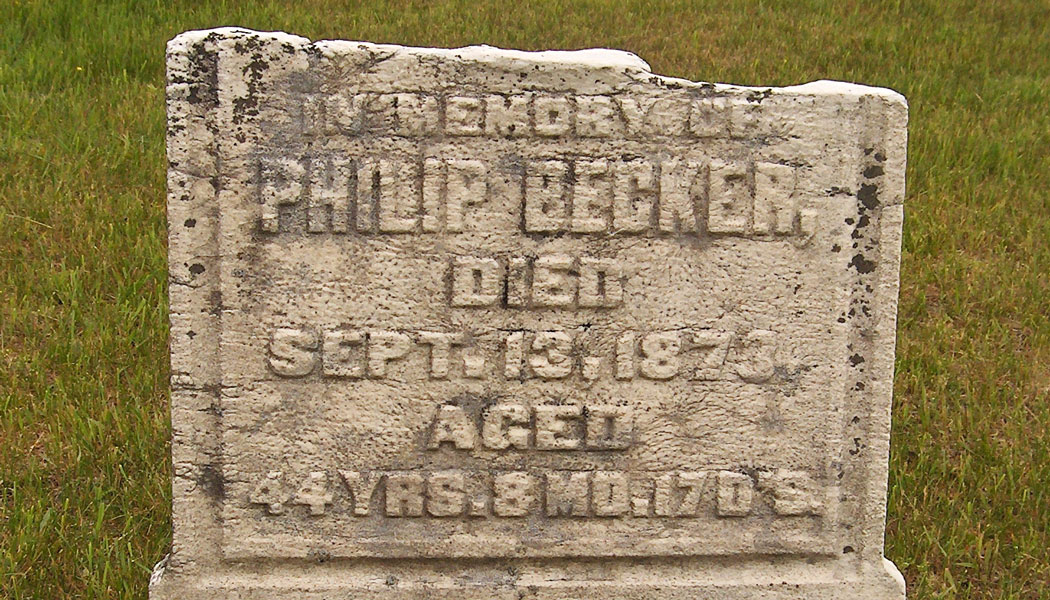 IN MEMORY OF
PHILIP BECKER,
DIED
SEPT. 13, 1873
AGED
44 YRS. 8 MO. 17 D'S.